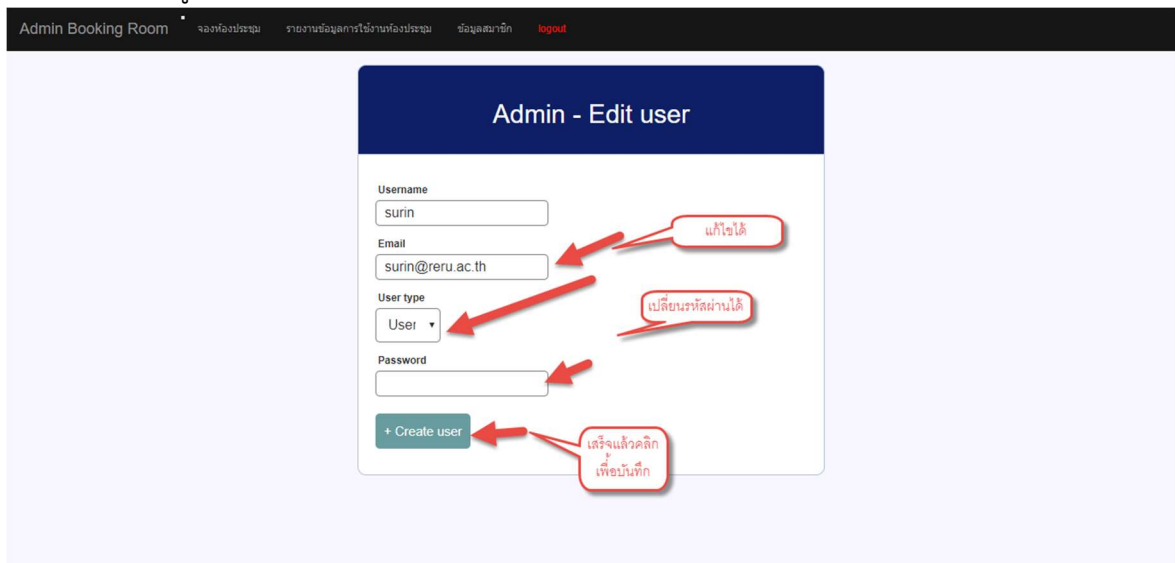 Admin Booking Room จองห้องประชุม รายงานข้อมูลการใช้งานห้องประชุม ข้อมูลสมาชิก logout
Admin - Edit user
Username
surin
แก้ไขได้
Email
surin@reru.ac.th
User type
User
เปลี่ยนรหัสผ่านได้
Password
+ Create user
เสร็จแล้วคลิก
เพื่อบันทึก